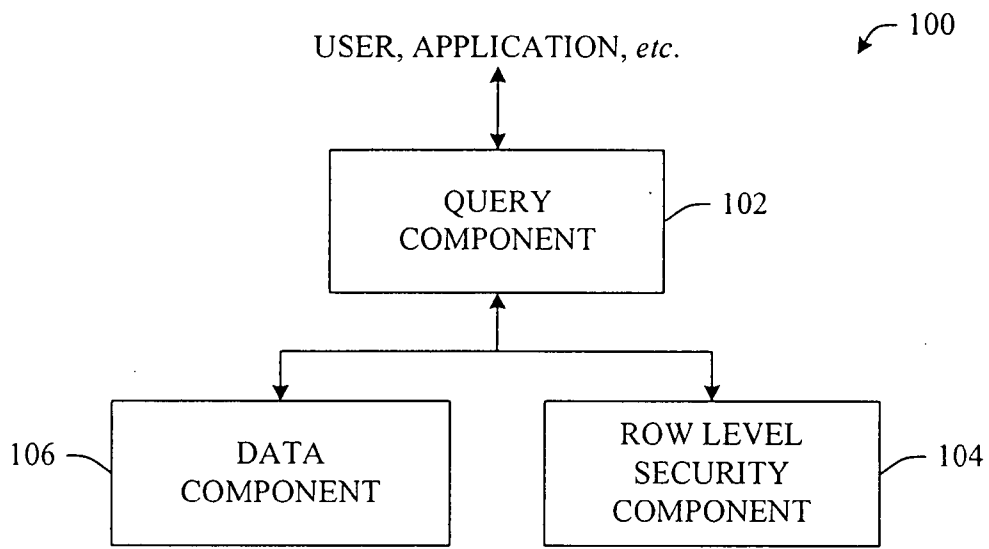 100
USER, APPLICATION, etc.
QUERY
COMPONENT
102
106
DATA
COMPONENT
ROW LEVEL
SECURITY
COMPONENT
104